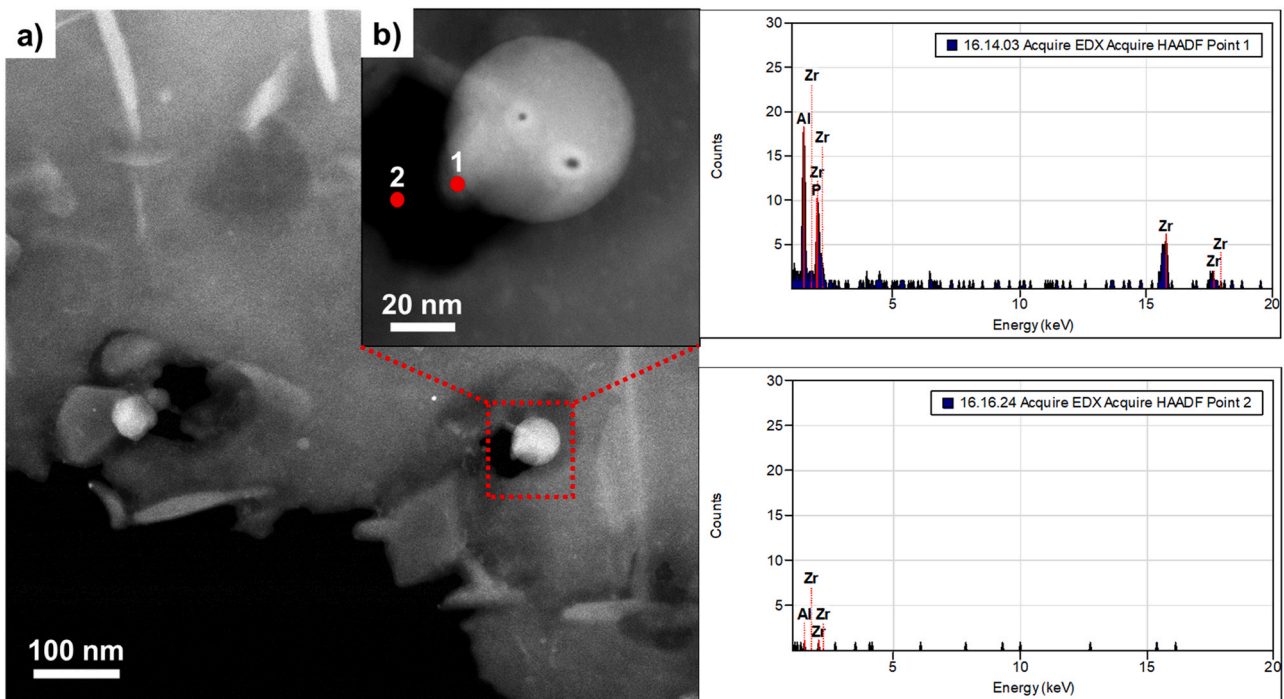 a)
100 nm
b)
1
2
20 nm
16.14.03 Acquire EDX Acquire HAADF Point 1
30
25
20
15
10
5
Counts
Zr
Al
Zr
Zr
P
Zr
Zr
Zr
5
10
15
20
Energy (keV)
16.16.24 Acquire EDX Acquire HAADF Point 2
30
25
20
15
10
5
Counts
Zr
Al
Zr
Zr
5
10
15
20
Energy (keV)